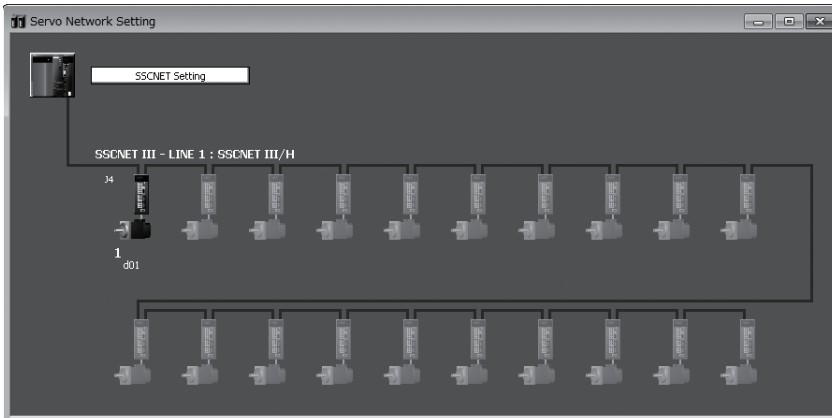 Servo Network Setting
SSCNET Setting
SSCNET III - LINE 1 : SSCNET III/H
J4
1
d01